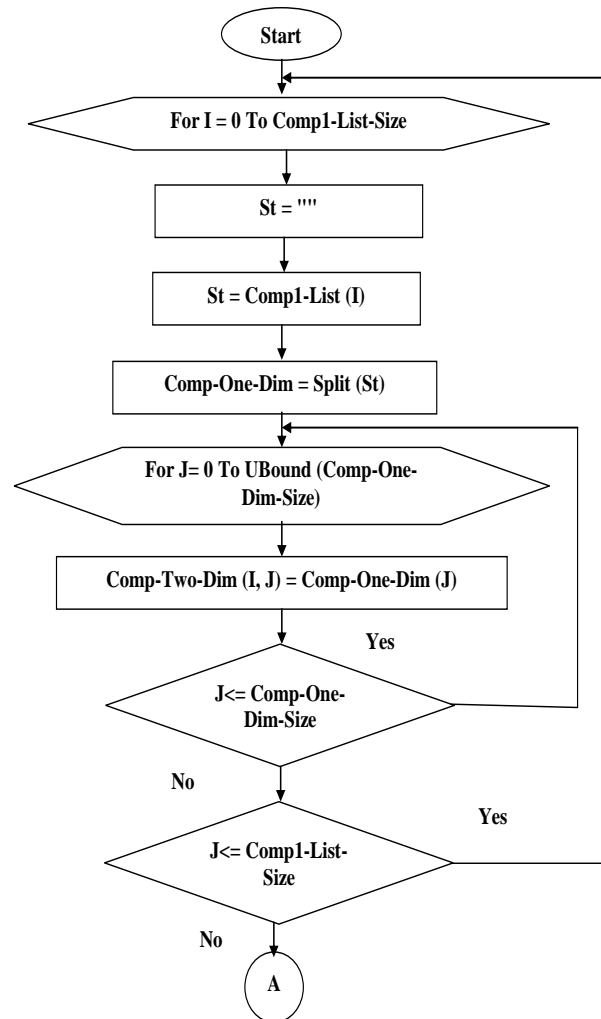 Start
For I = 0 To Comp1-List-Size
St = ""
St = Comp1-List (I)
Comp-One-Dim = Split (St)
For J= 0 To UBound (Comp-One-
Dim-Size)
Comp-Two-Dim (I, J) = Comp-One-Dim (J)
Yes
J<= Comp-One-
Dim-Size
No
Yes
J<= Comp1-List-
Size
No
A